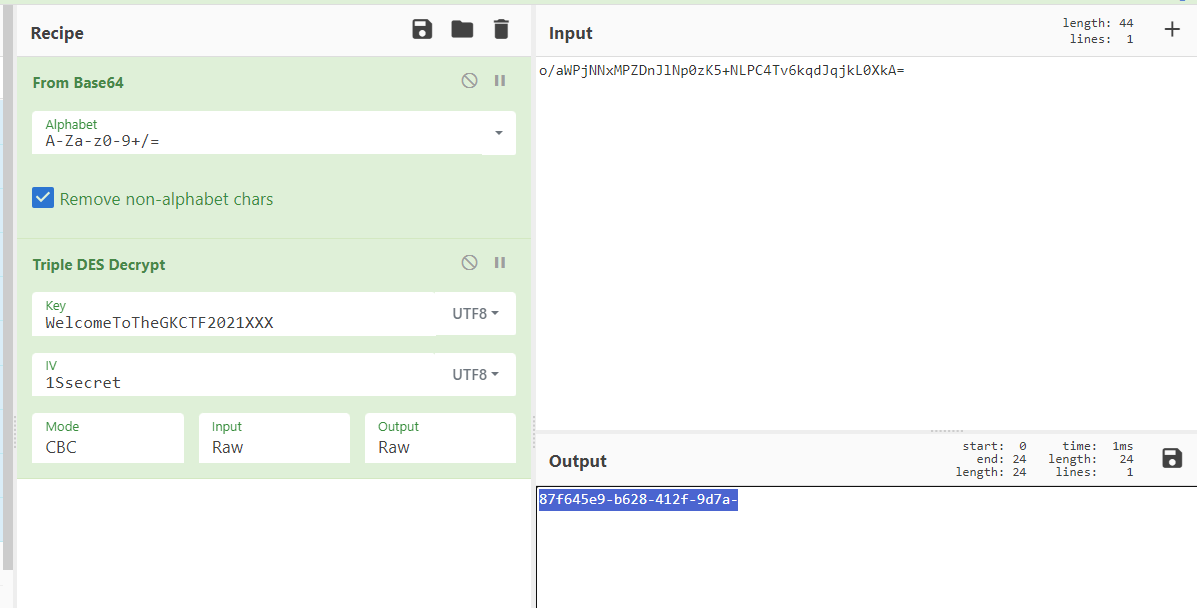 Recipe
From Base64
Alphabet
A-Za-z0-9+/=
Remove non-alphabet chars
Triple DES Decrypt
Key
WelcomeToTheGKCTF2021XXX
UTF8
IV
1Ssecret
UTF8
Mode
CBC
Input
Raw
Output
Raw
Input
length: 44
lines: 1
o/aWPjNNxMPZDnJlNp0zK5+NLPC4Tv6kqdJqjkL0XkA=
Output
start: 0
end: 24
length: 24
time: 1ms
length: 24
lines: 1
87f645e9-b628-412f-9d7a-